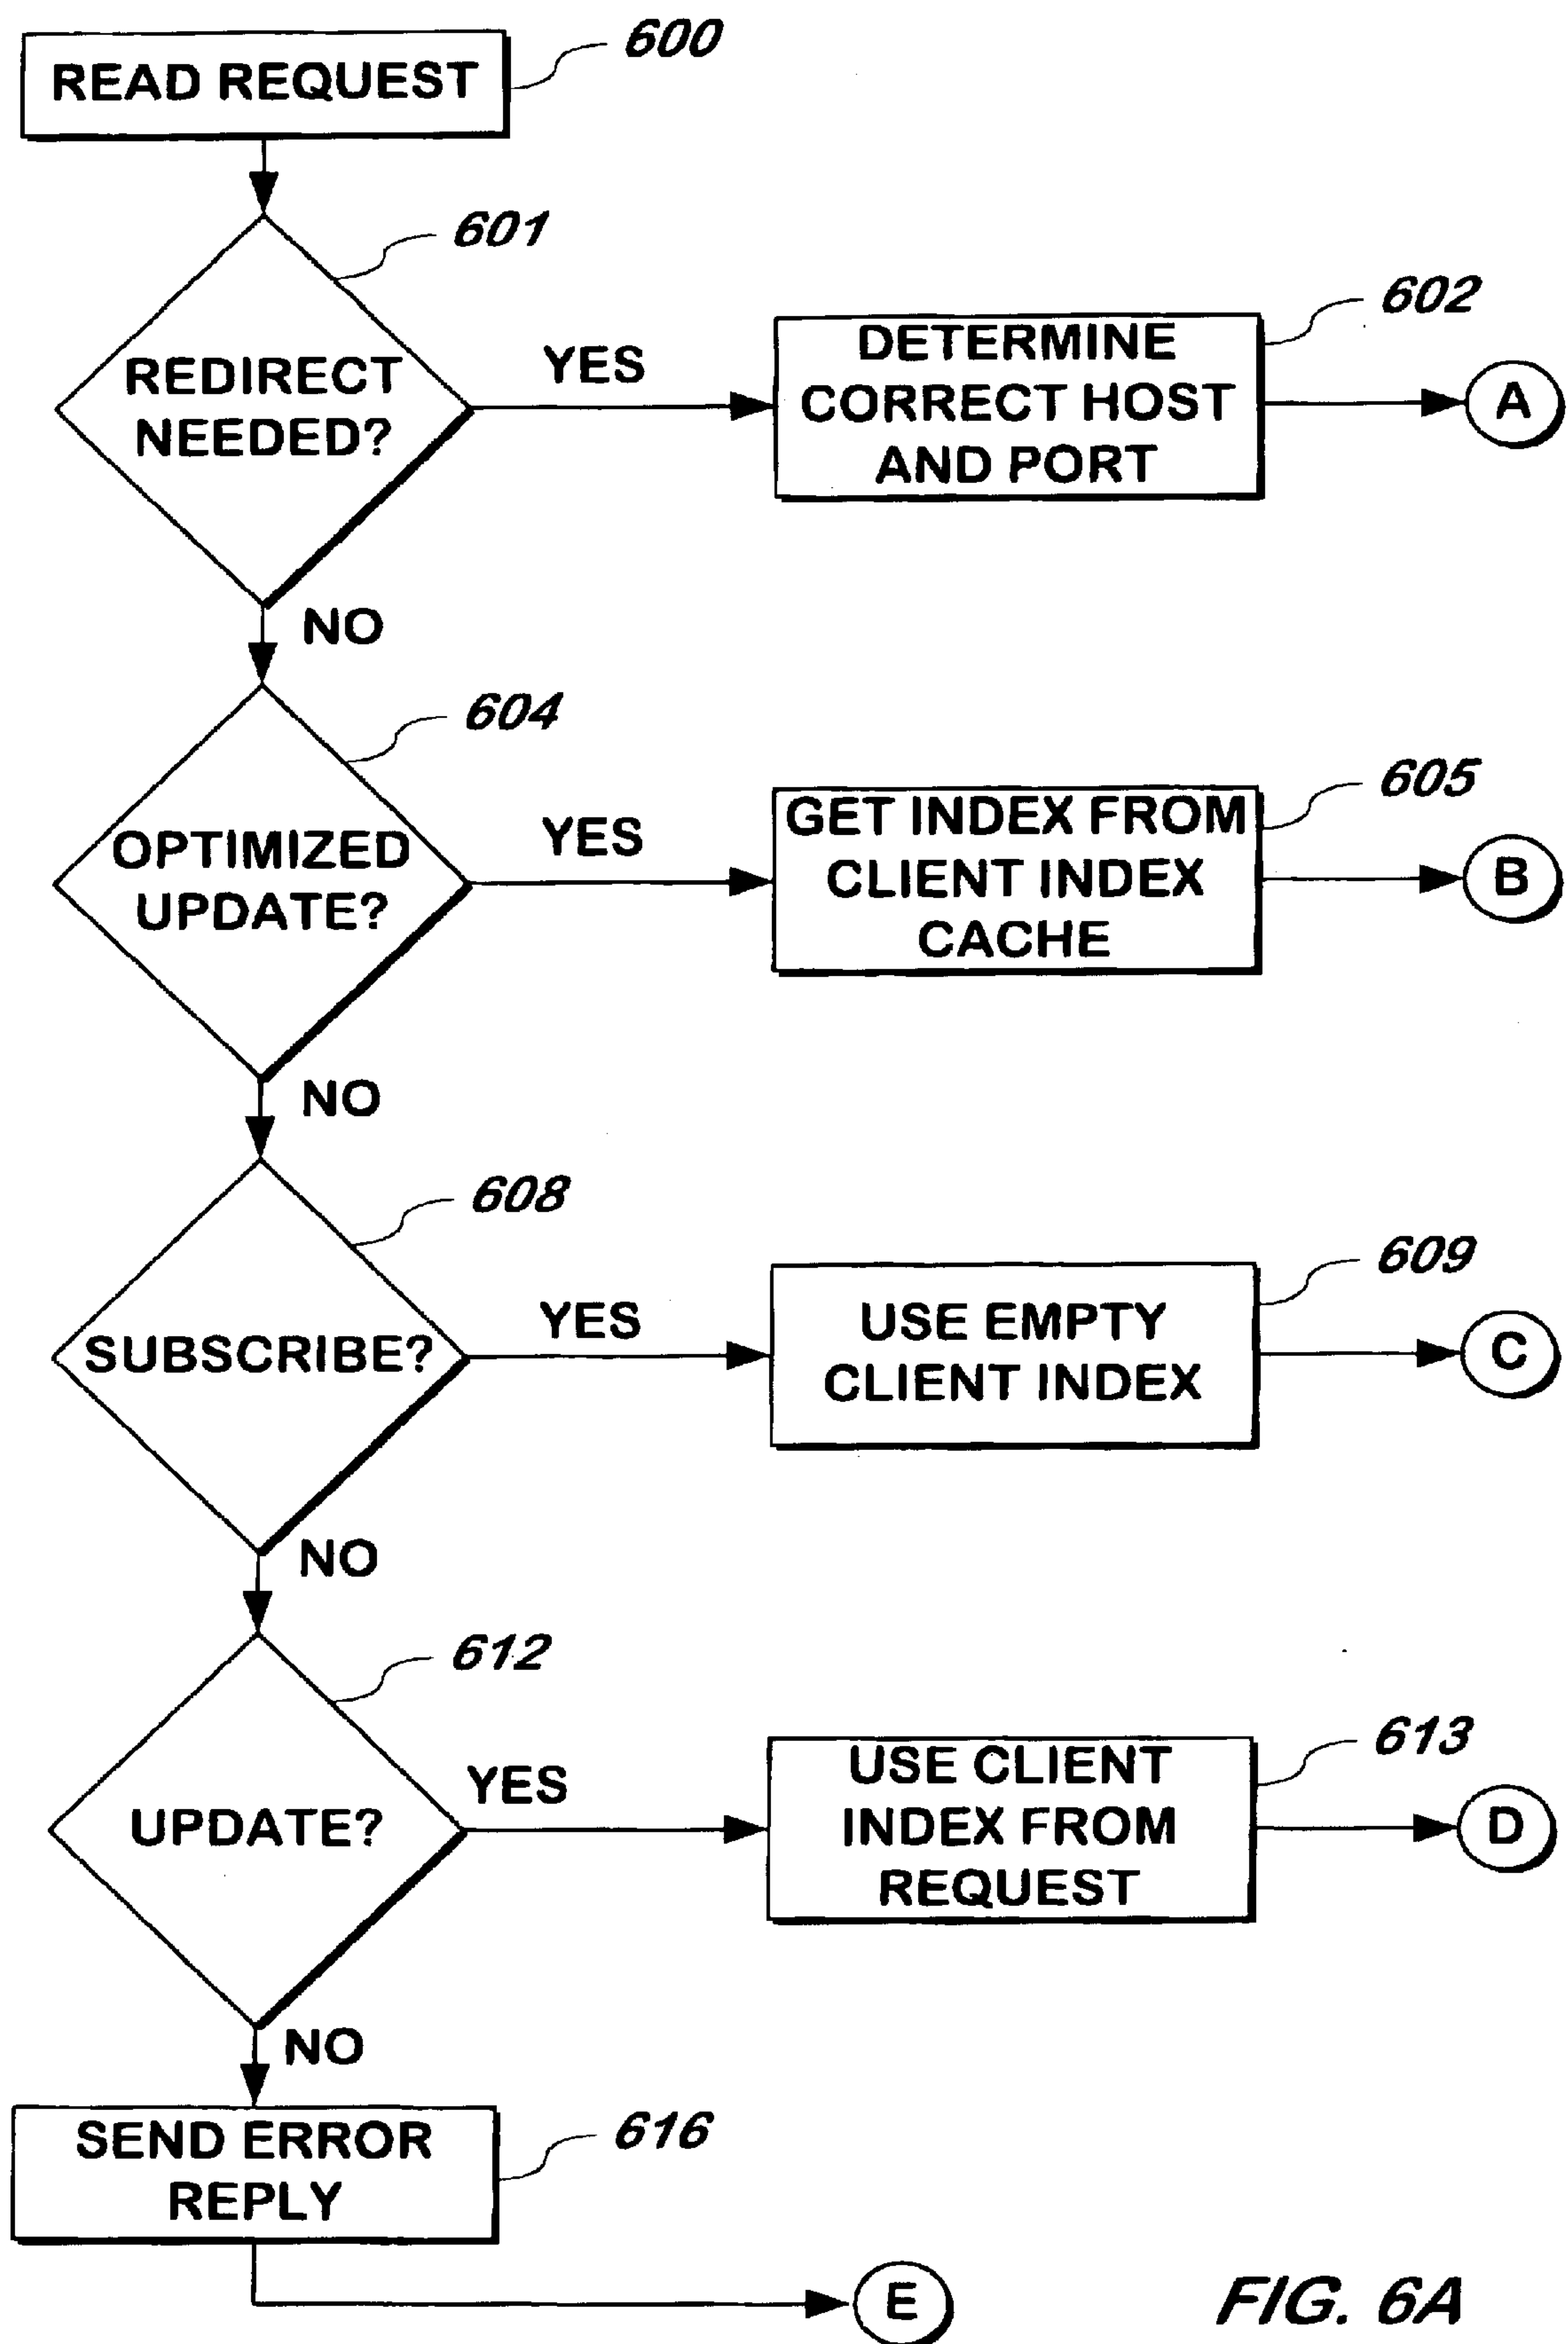 READ REQUEST
600
601
REDIRECT
NEEDED?
YES
602
DETERMINE
CORRECT HOST
AND PORT
A
NO
604
OPTIMIZED
UPDATE?
YES
605
GET INDEX FROM
CLIENT INDEX
CACHE
B
NO
608
SUBSCRIBE?
YES
609
USE EMPTY
CLIENT INDEX
C
NO
612
UPDATE?
YES
613
USE CLIENT
INDEX FROM
REQUEST
D
NO
SEND ERROR
REPLY
616
E
FIG. 6A